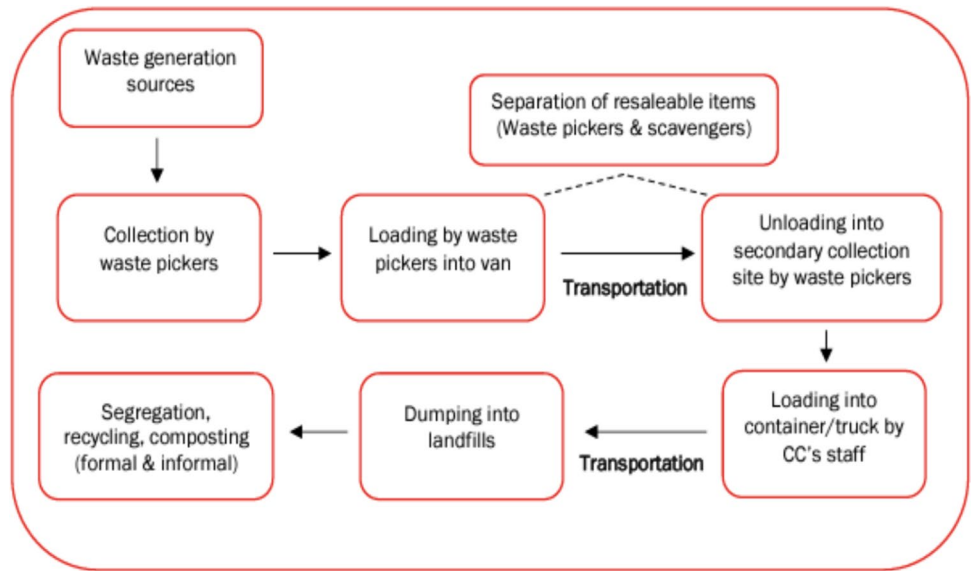 Waste generation
sources
Separation of resaleable items
(Waste pickers & scavengers)
Collection by
waste pickers
Loading by waste
pickers into van
Transportation
Unloading into
secondary collection
site by waste pickers
Loading into
container/truck by
CC's staff
Transportation
Dumping into
landfills
Segregation,
recycling, composting
(formal & informal)